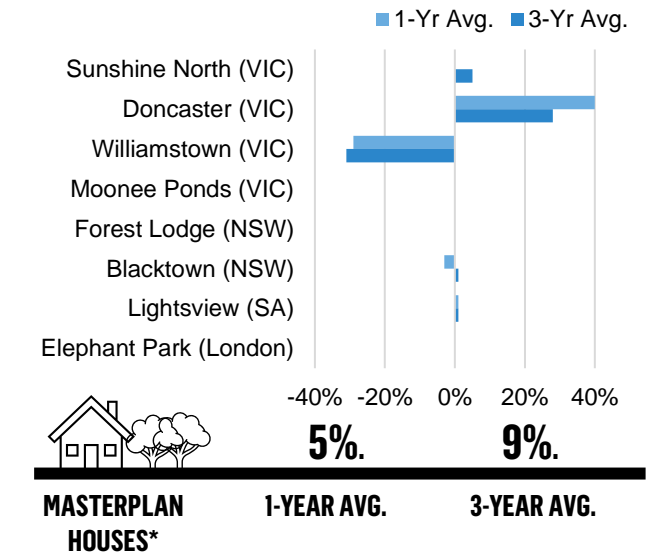 1-Yr Avg. 3-Yr Avg.
Sunshine North (VIC)
Doncaster (VIC)
Williamstown (VIC)
Moonee Ponds (VIC)
Forest Lodge (NSW)
Blacktown (NSW)
Lightsview (SA)
Elephant Park (London)
-40% -20% 0% 20% 40%
5%. 9%.
MASTERPLAN 1-YEAR AVG. 3-YEAR AVG.
HOUSES*